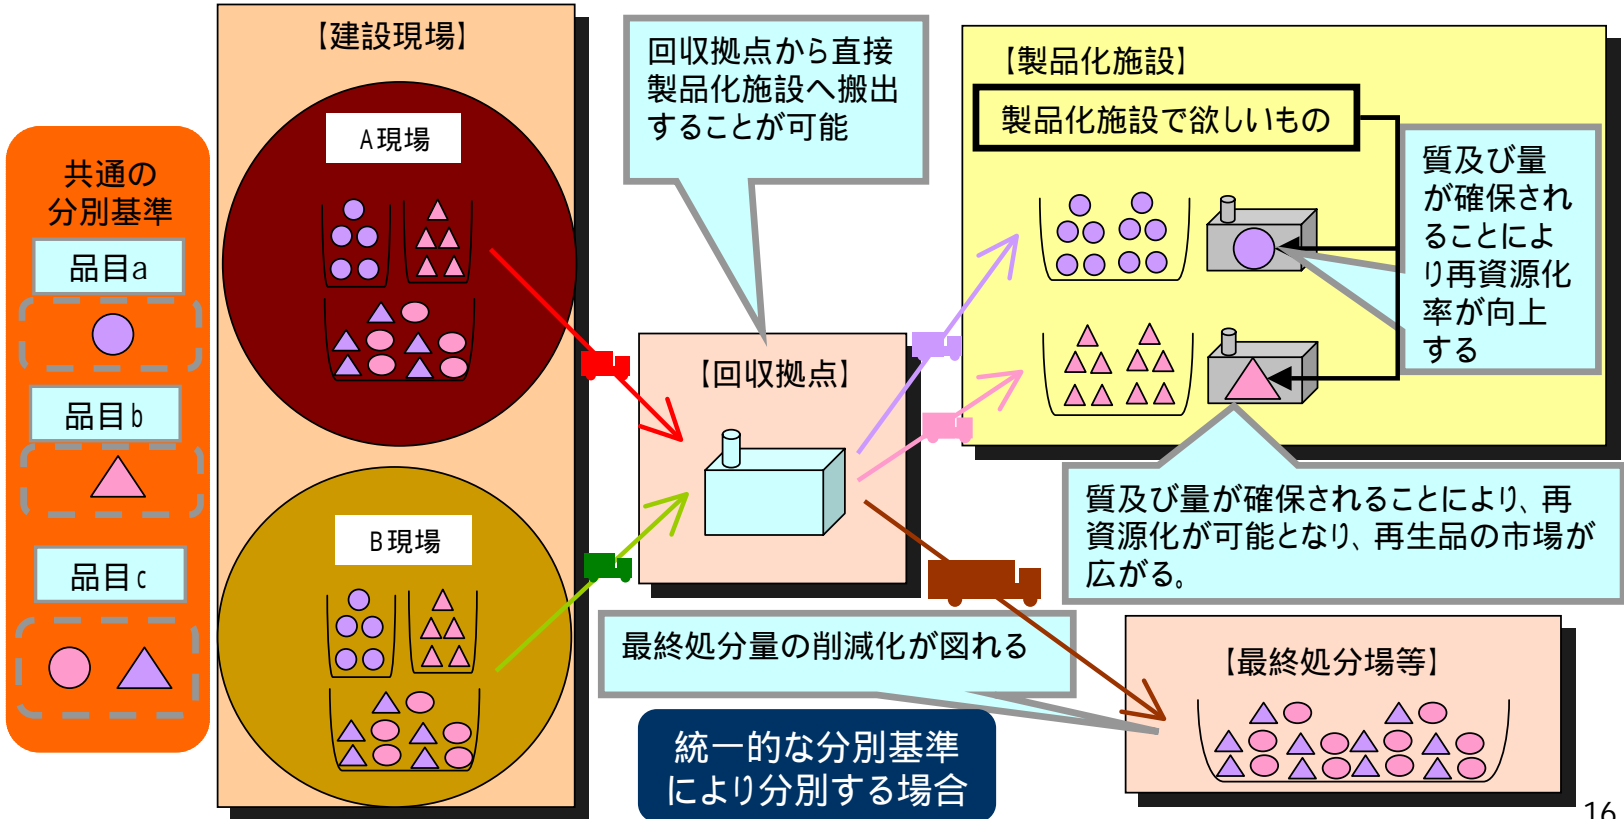 共通の
分別基準
品目a
品目b
品目c
【建設現場】
A現場
B現場
回収拠点から直接
製品化施設へ搬出
することが可能
【回収拠点】
【製品化施設】
製品化施設で欲しいもの
質及び量
が確保され
ることによ
り再資源化
率が向上
する
質及び量が確保されることにより、再
資源化が可能となり、再生品の市場が
広がる。
最終処分量の削減化が図れる
【最終処分場等】
統一的な分別基準
により分別する場合
16